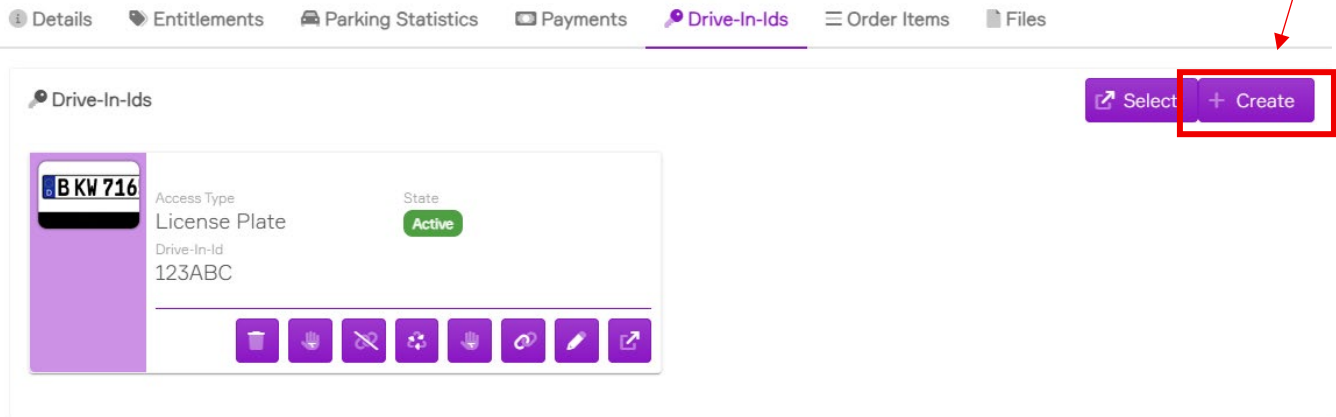 Details Entitlements Parking Statistics Payments Drive-In-Ids Order Items Files
Drive-In-Ids
Select + Create
B KW 716
Access Type State
License Plate Active
Drive-In-Id
123ABC